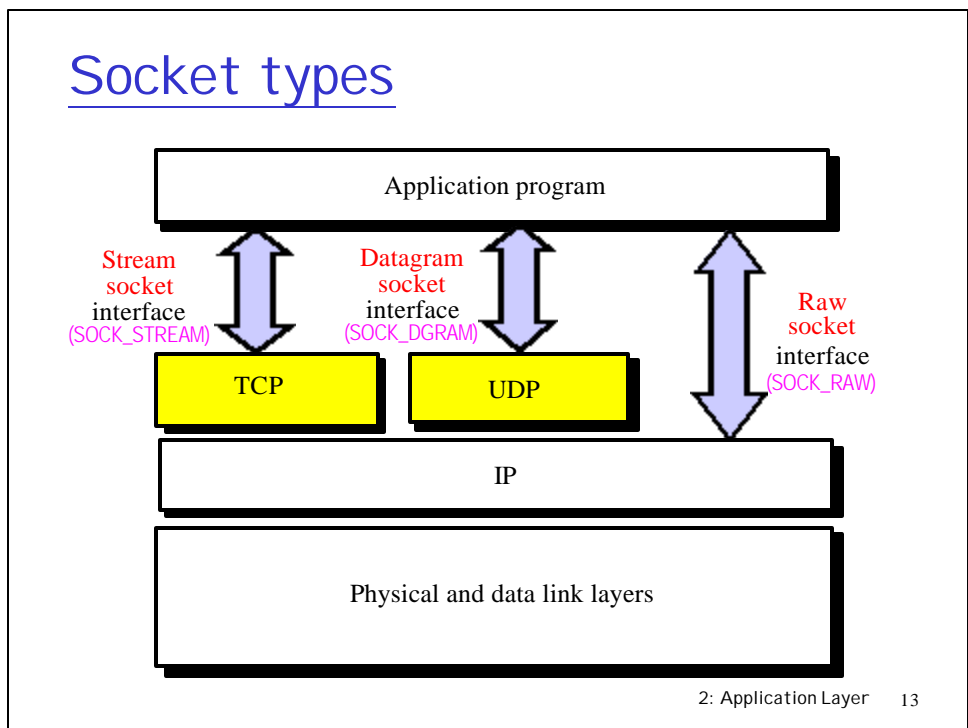 Socket types
Application program
Stream
socket
interface
(SOCK_STREAM)
Datagram
socket
interface
(SOCK_DGRAM)
Raw
socket
interface
(SOCK_RAW)
TCP
UDP
IP
Physical and data link layers
2: Application Layer 13